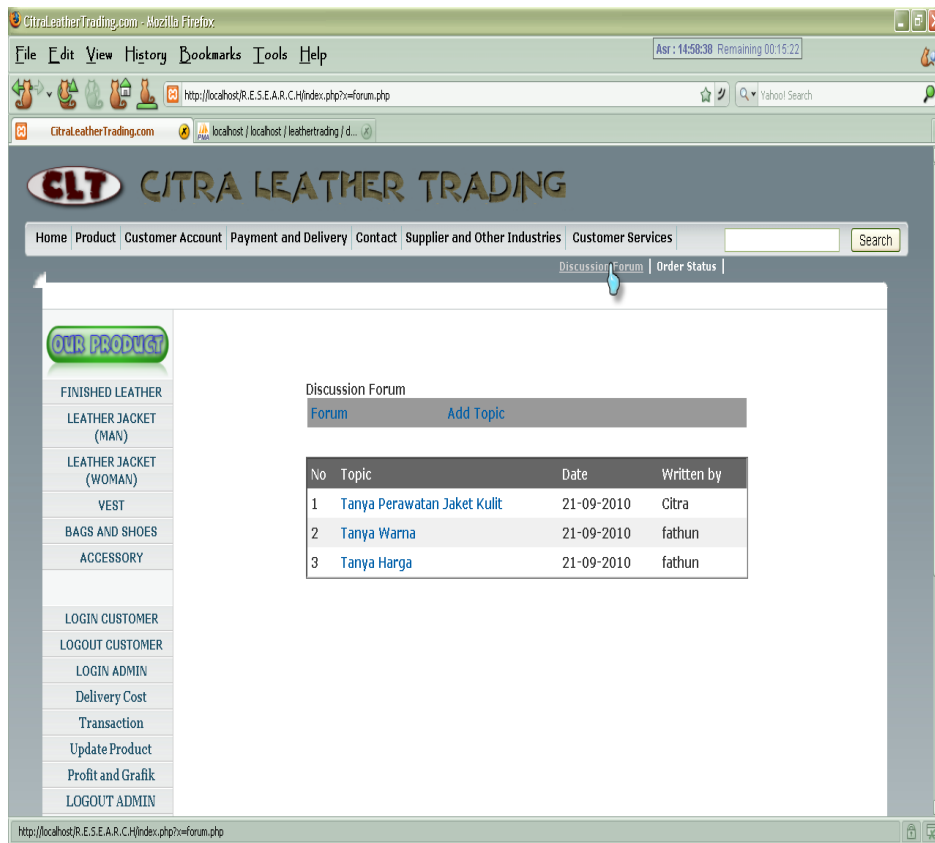 CitraLeatherTrading.com - Mozilla Firefox
File Edit View History Bookmarks Tools Help
Asr : 14:58:38 Remaining 00:15:22
http://localhost/R.E.S.E.A.R.C.H/index.php?x=forum.php
Yahoo! Search
CitraLeatherTrading.com
PMA
localhost / localhost / leathertrading / d...
CLT CITRA LEATHER TRADING
Home Product Customer Account Payment and Delivery Contact Supplier and Other Industries Customer Services Search
Discussion Forum Order Status
OUR PRODUCT
FINISHED LEATHER
LEATHER JACKET
(MAN)
LEATHER JACKET
(WOMAN)
VEST
BAGS AND SHOES
ACCESSORY
LOGIN CUSTOMER
LOGOUT CUSTOMER
LOGIN ADMIN
Delivery Cost
Transaction
Update Product
Profit and Grafik
LOGOUT ADMIN
Discussion Forum
Forum Add Topic
No Topic Date Written by
1 Tanya Perawatan Jaket Kulit 21-09-2010 Citra
2 Tanya Warna 21-09-2010 fathun
3 Tanya Harga 21-09-2010 fathun
http://localhost/R.E.S.E.A.R.C.H/index.php?x=forum.php